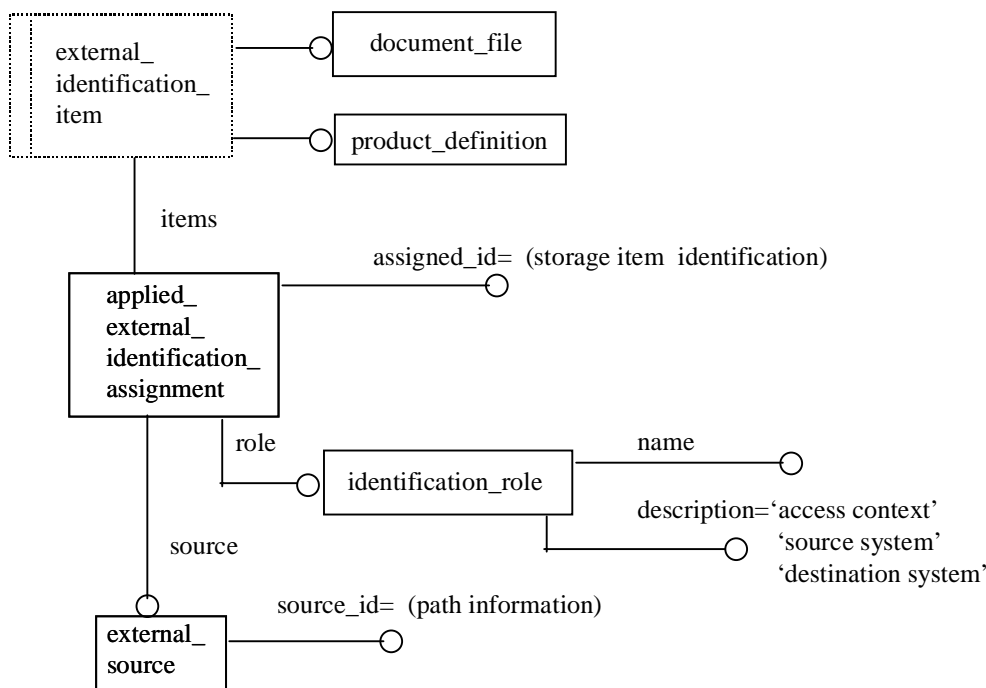 external_
identification_
item
document_file
product_definition
items
assigned_id= (storage item identification)
applied_
external_
identification_
assignment
role
name
identification_role
description=‘access context’
‘source system’
‘destination system’
source
source_id= (path information)
external_
source